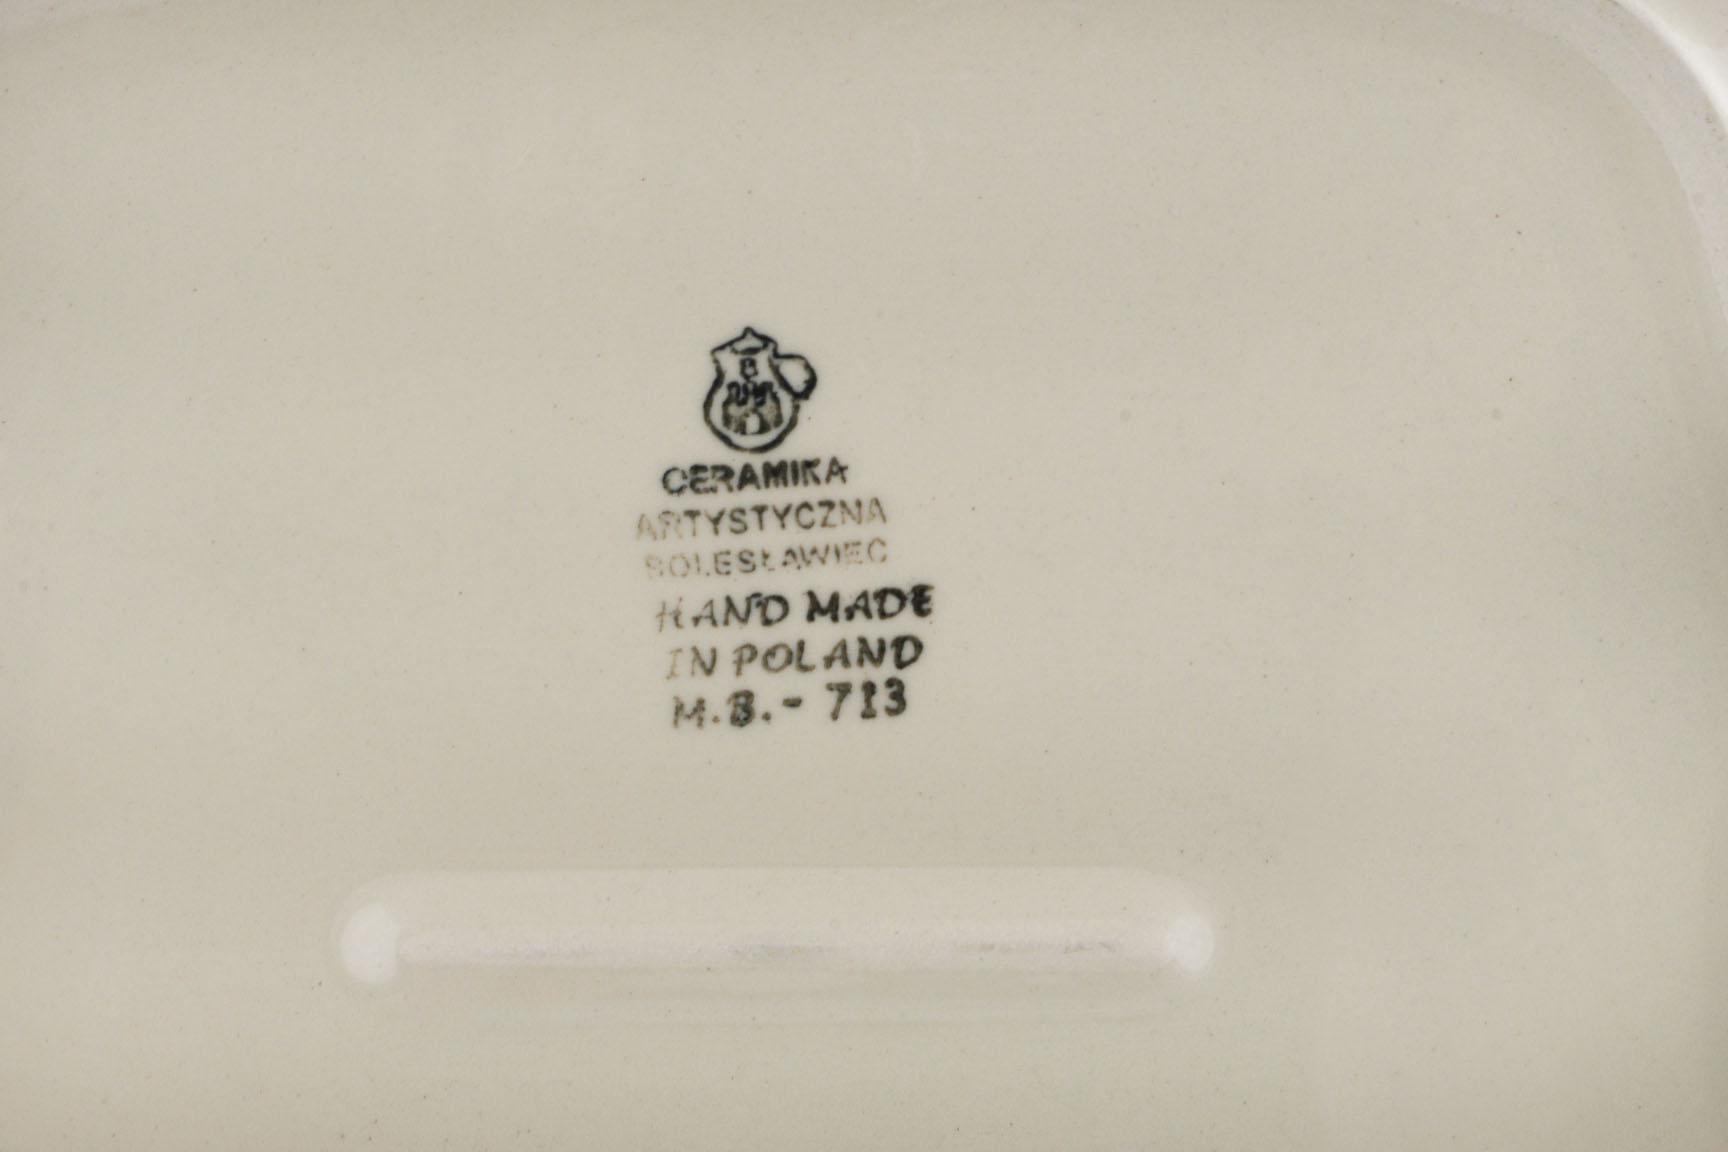 B
CERAMIKA
ARTYSTYCZNA
BOLESŁAWIEC
HAND MADE
IN POLAND
M.B.- 713